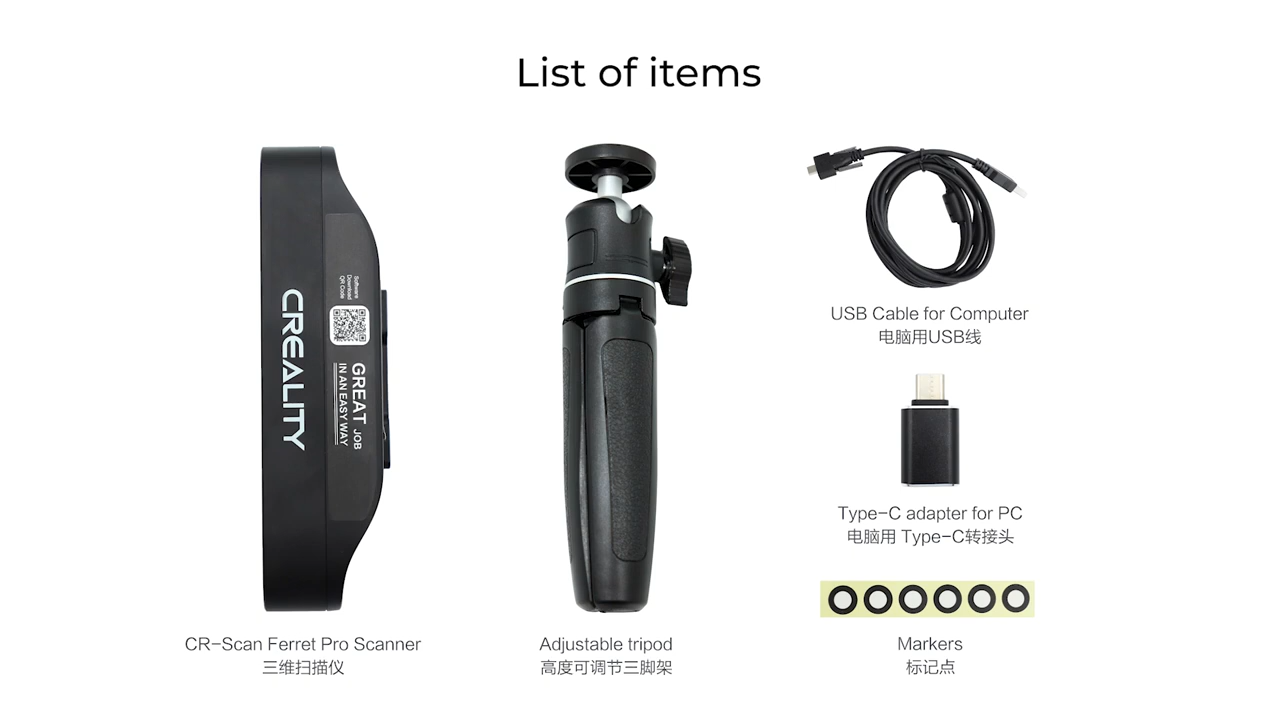 List of items
CREALITY
Software
Download
QR Code
GREAT JOB
IN AN EASY WAY
CR-Scan Ferret Pro Scanner
三维扫描仪
Adjustable tripod
高度可调节三脚架
USB Cable for Computer
电脑用USB线
Type-C adapter for PC
电脑用 Type-C转接头
Markers
标记点